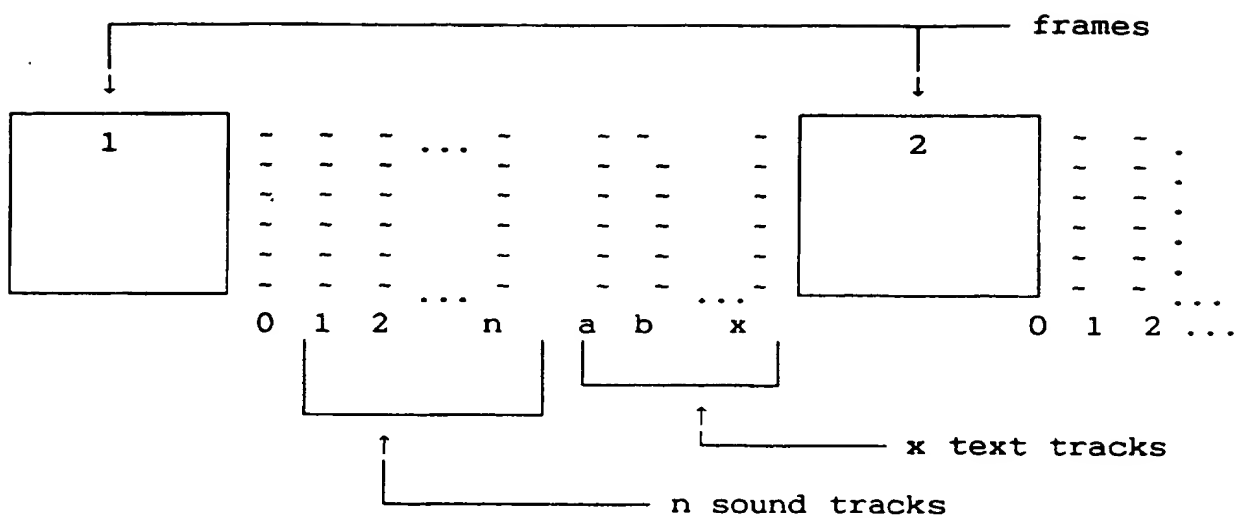 frames
1 ~ ~ ~ ... ~ ~ ~ ~ 2 ~ ~ .
~ ~ ~ ~ ~ ~ ~ ~ ~ .
~ ~ ~ ~ ~ ~ ~ ~ ~ .
~ ~ ~ ~ ~ ~ ~ ~ ~ .
~ ~ ~ ~ ~ ~ ~ ~ ~ .
~ ~ ~ ... ~ ~ ~ ... ~ ~ ~ ...
0 1 2 n a b x 0 1 2 ...
x text tracks
n sound tracks